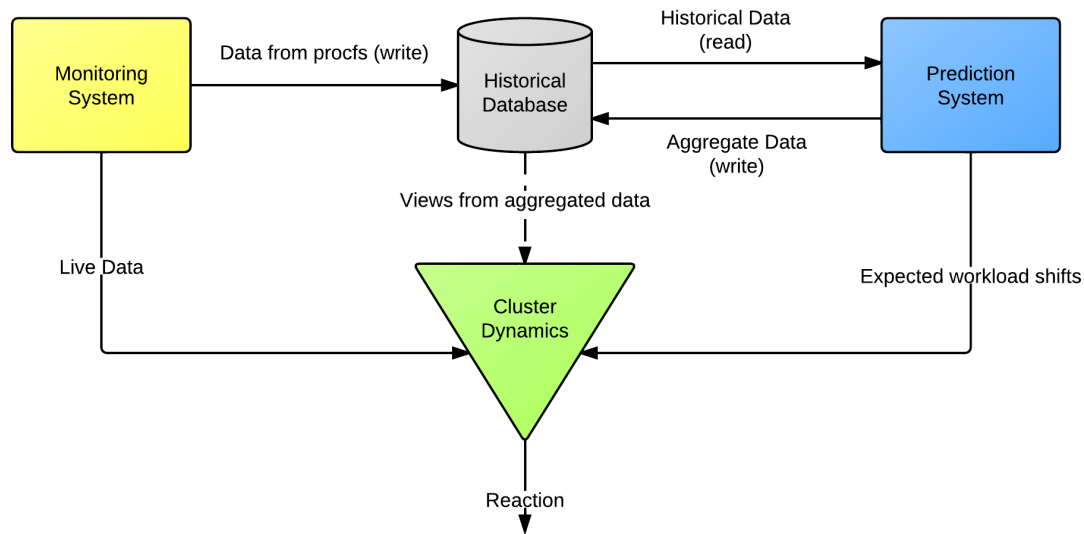 Monitoring
System
Data from procfs (write)
Historical
Database
Historical Data
(read)
Prediction
System
Aggregate Data
(write)
Views from aggregated data
Live Data
Expected workload shifts
Cluster
Dynamics
Reaction